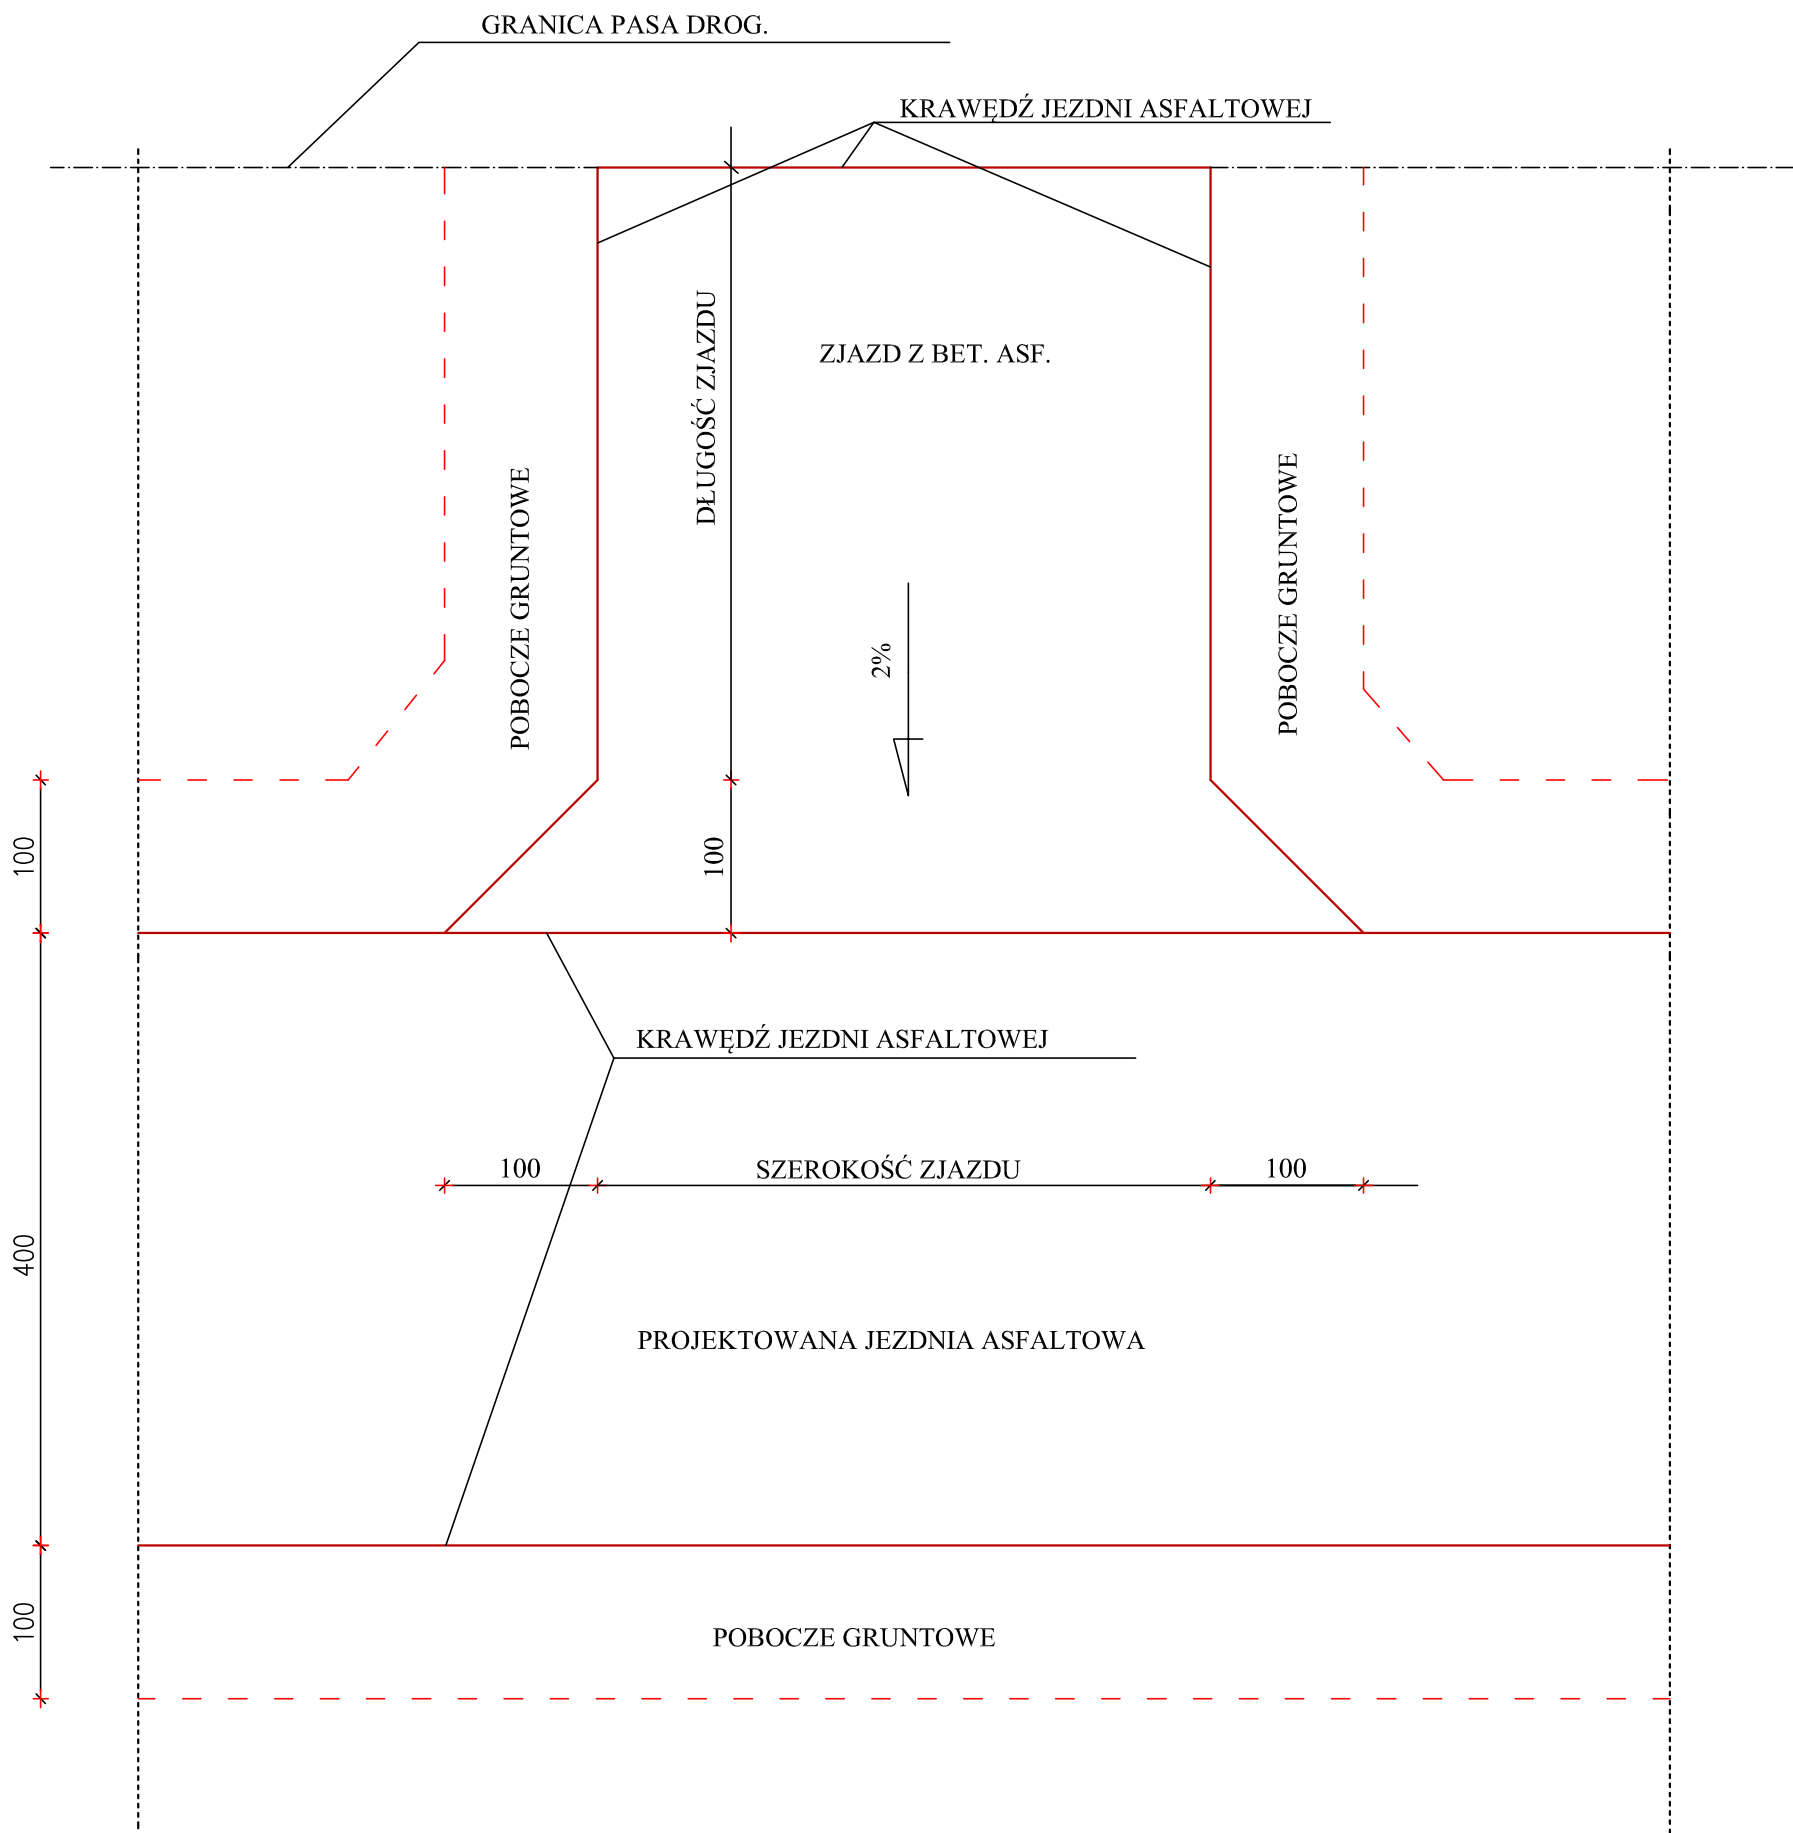 GRANICA PASA DROG.
KRAWĘDŹ JEZDNI ASFALTOWEJ
DŁUGOŚĆ ZJAZDU
ZJAZD Z BET. ASF.
POBOCZE GRUNTOWE
POBOCZE GRUNTOWE
2%
100
100
KRAWĘDŹ JEZDNI ASFALTOWEJ
100
SZEROKOŚĆ ZJAZDU
100
400
PROJEKTOWANA JEZDNIA ASFALTOWA
100
POBOCZE GRUNTOWE